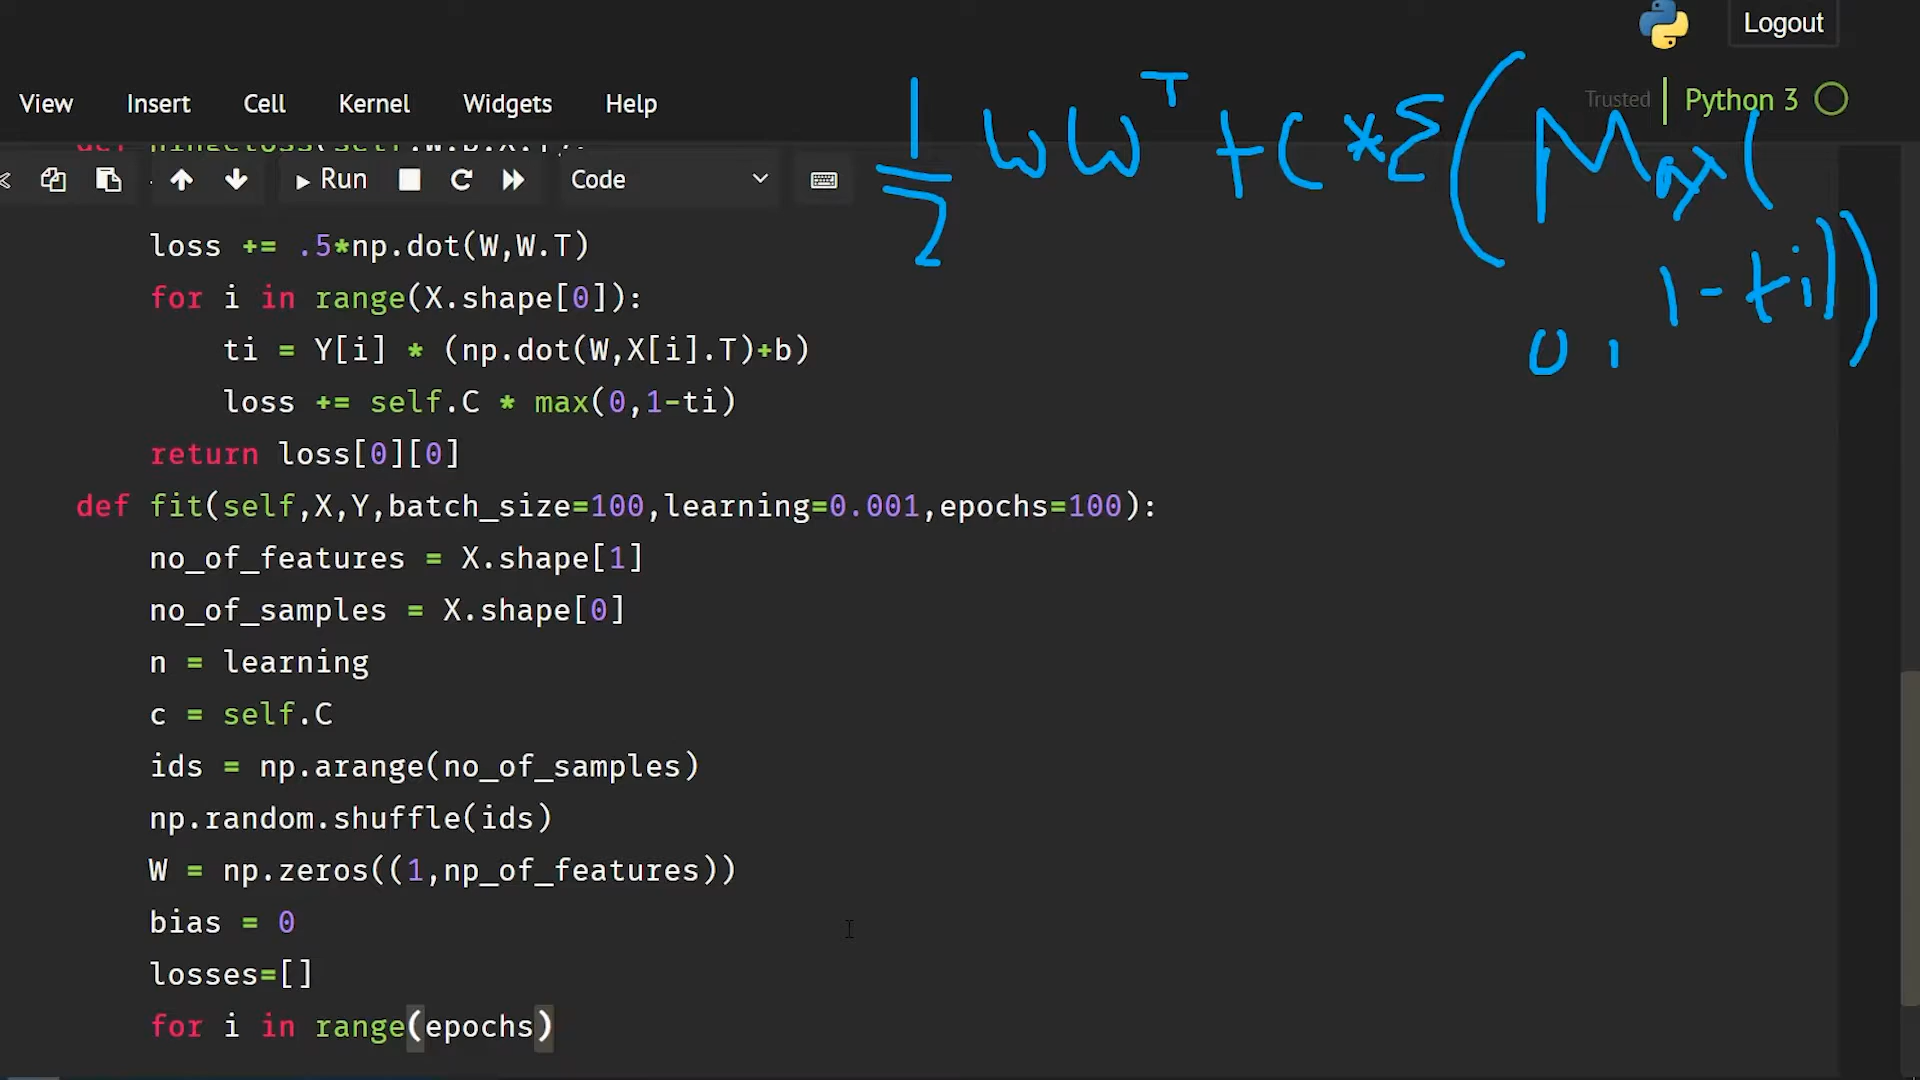 Logout
View Insert Cell Kernel Widgets Help
Trusted Python 3
Run Code
1/2 WW^T + C * Σ ( Max(
0, 1-ti))
loss += .5*np.dot(W,W.T)
for i in range(X.shape[0]):
ti = Y[i] * (np.dot(W,X[i].T)+b)
loss += self.C * max(0,1-ti)
return loss[0][0]
def fit(self,X,Y,batch_size=100,learning=0.001,epochs=100):
no_of_features = X.shape[1]
no_of_samples = X.shape[0]
n = learning
c = self.C
ids = np.arange(no_of_samples)
np.random.shuffle(ids)
W = np.zeros((1,np_of_features))
bias = 0
losses=[]
for i in range(epochs)